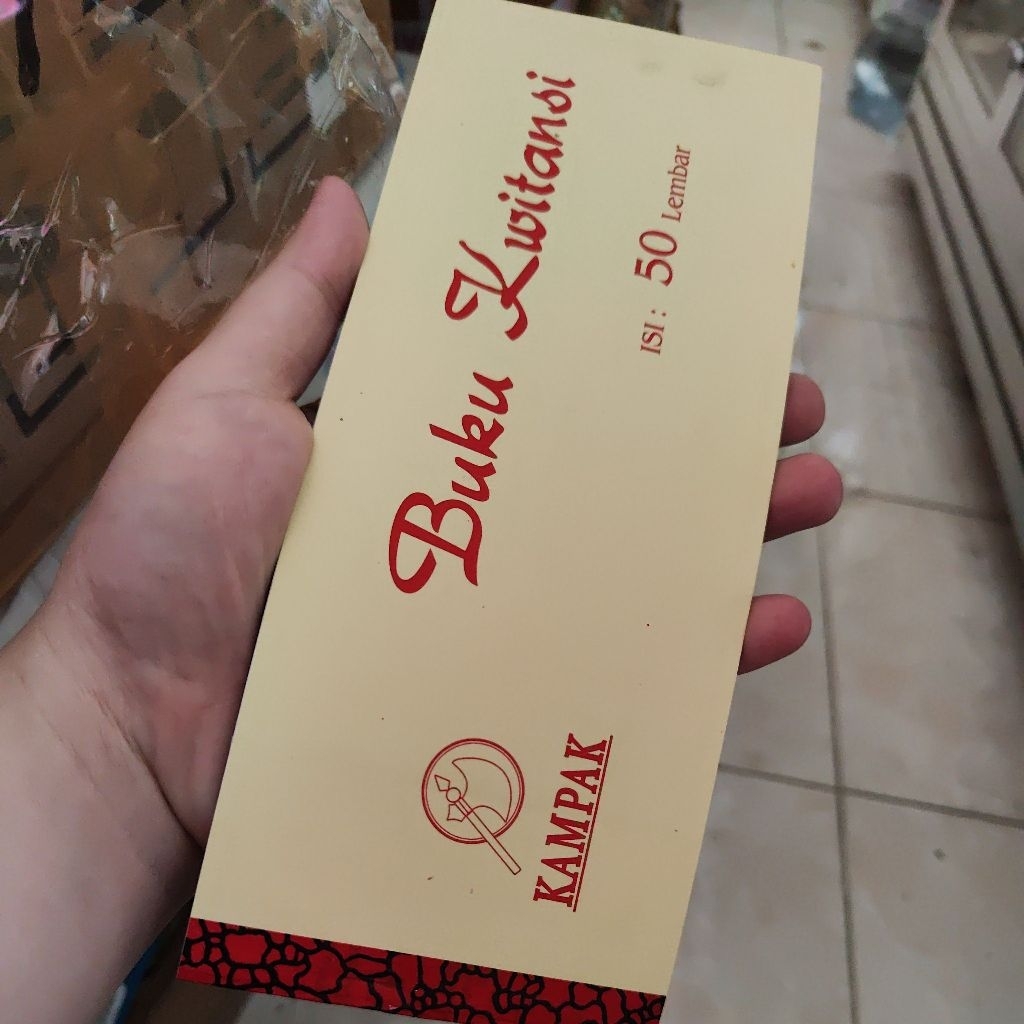 Buku Kwitansi
ISI : 50 Lembar
KAMPAK